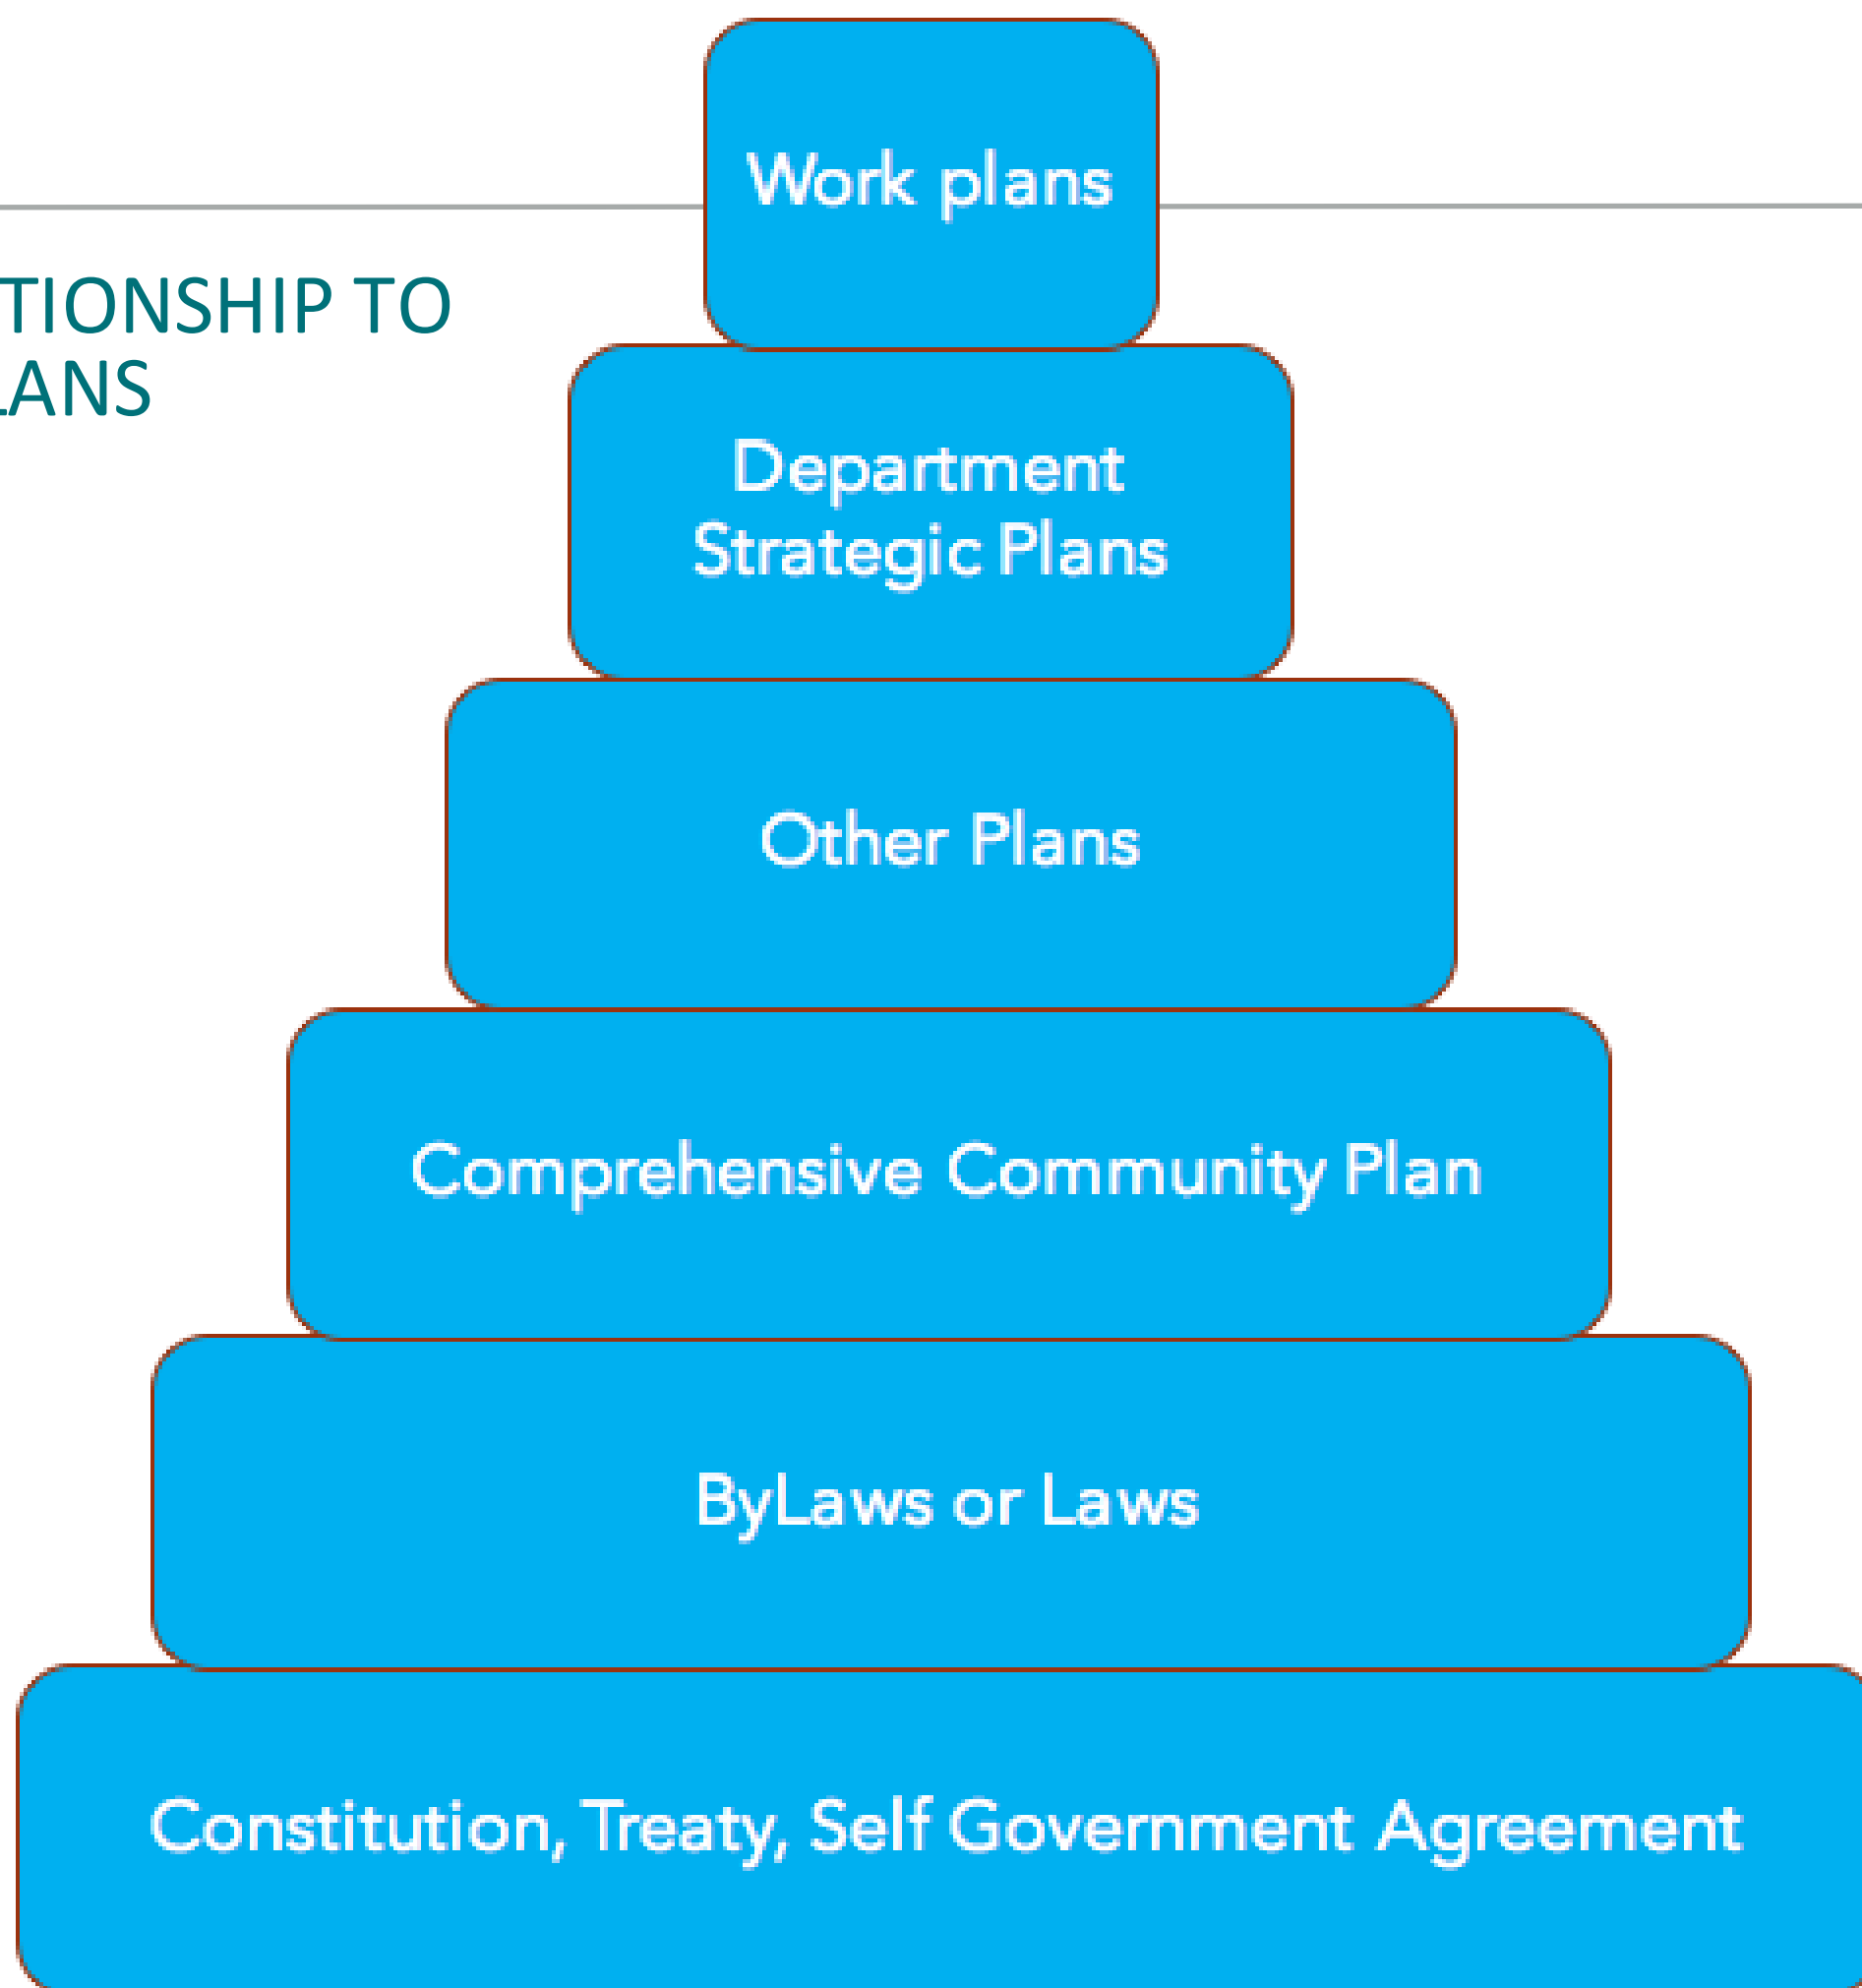 Work plans
TIONSHIP TO
LANS
Department
Strategic Plans
Other Plans
Comprehensive Community Plan
ByLaws or Laws
Constitution, Treaty, Self Government Agreement